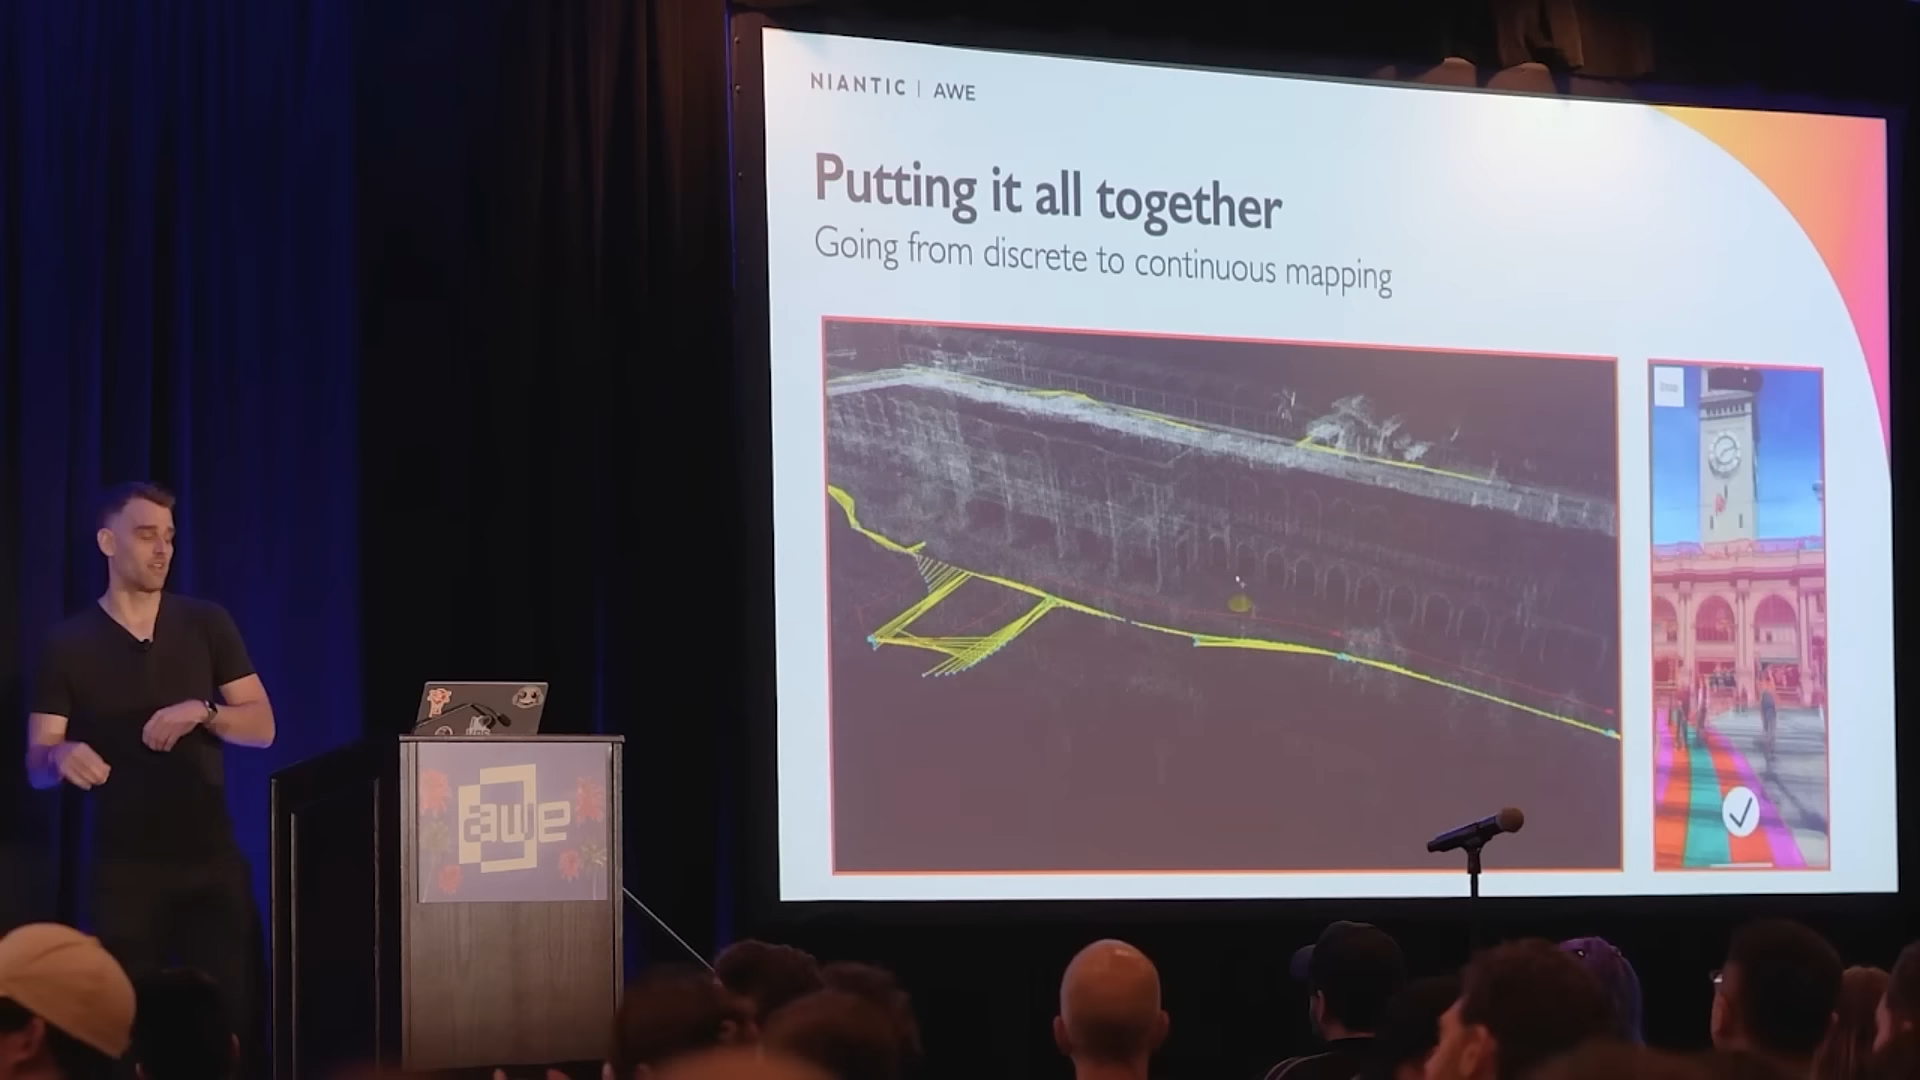 NIANTIC | AWE
Putting it all together
Going from discrete to continuous mapping
awe